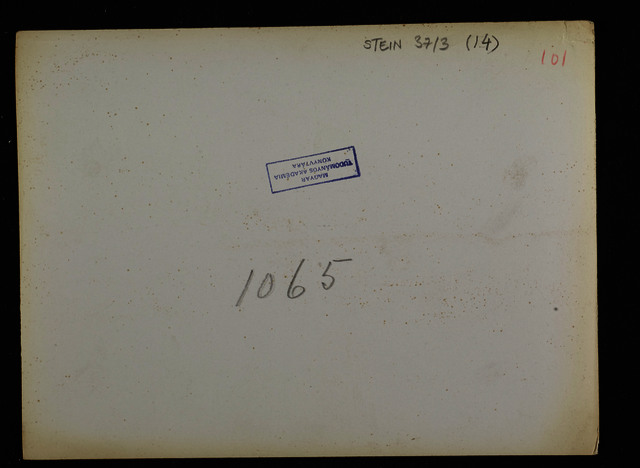 STEIN 37/3 (14)
101
MAGYAR
TUDOMÁNYOS AKADÉMIA
KÖNYVTÁRA
1065